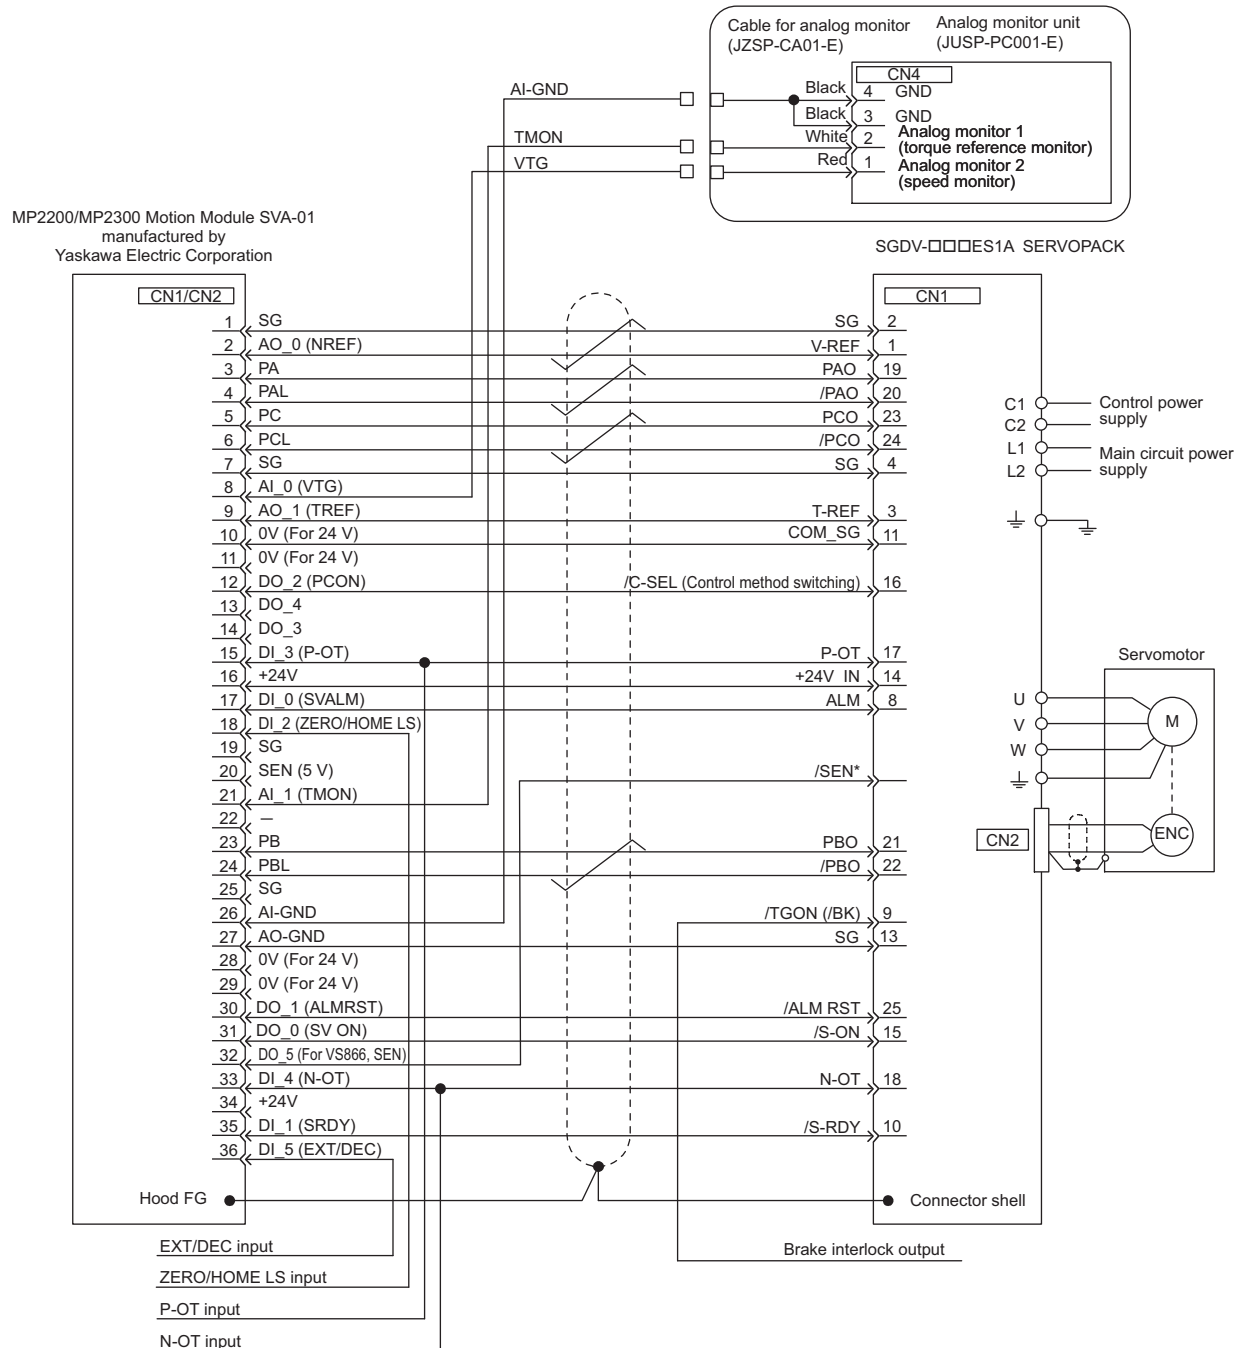 Cable for analog monitor
(JZSP-CA01-E)
Analog monitor unit
(JUSP-PC001-E)
CN4
Black 4 GND
Black 3 GND
White 2 Analog monitor 1
(torque reference monitor)
Red 1 Analog monitor 2
(speed monitor)
AI-GND
TMON
VTG
MP2200/MP2300 Motion Module SVA-01
manufactured by
Yaskawa Electric Corporation
SGDV-□□□ES1A SERVOPACK
CN1/CN2
CN1
1 SG SG 2
2 AO_0 (NREF) V-REF 1
3 PA PAO 19
4 PAL /PAO 20
5 PC PCO 23
6 PCL /PCO 24
7 SG SG 4
8 AI_0 (VTG)
9 AO_1 (TREF) T-REF 3
10 0V (For 24 V) COM_SG 11
11 0V (For 24 V)
12 DO_2 (PCON) /C-SEL (Control method switching) 16
13 DO_4
14 DO_3
15 DI_3 (P-OT) P-OT 17
16 +24V +24V IN 14
17 DI_0 (SVALM) ALM 8
18 DI_2 (ZERO/HOME LS)
19 SG
20 SEN (5 V) /SEN*
21 AI_1 (TMON)
22 –
23 PB PBO 21
24 PBL /PBO 22
25 SG
26 AI-GND /TGON (/BK) 9
27 AO-GND SG 13
28 0V (For 24 V)
29 0V (For 24 V)
30 DO_1 (ALMRST) /ALM RST 25
31 DO_0 (SV ON) /S-ON 15
32 DO_5 (For VS866, SEN)
33 DI_4 (N-OT) N-OT 18
34 +24V
35 DI_1 (SRDY) /S-RDY 10
36 DI_5 (EXT/DEC)
Hood FG
Connector shell
C1
C2
Control power
supply
L1
L2
Main circuit power
supply
Servomotor
U
V
W
M
CN2
ENC
EXT/DEC input
Brake interlock output
ZERO/HOME LS input
P-OT input
N-OT input